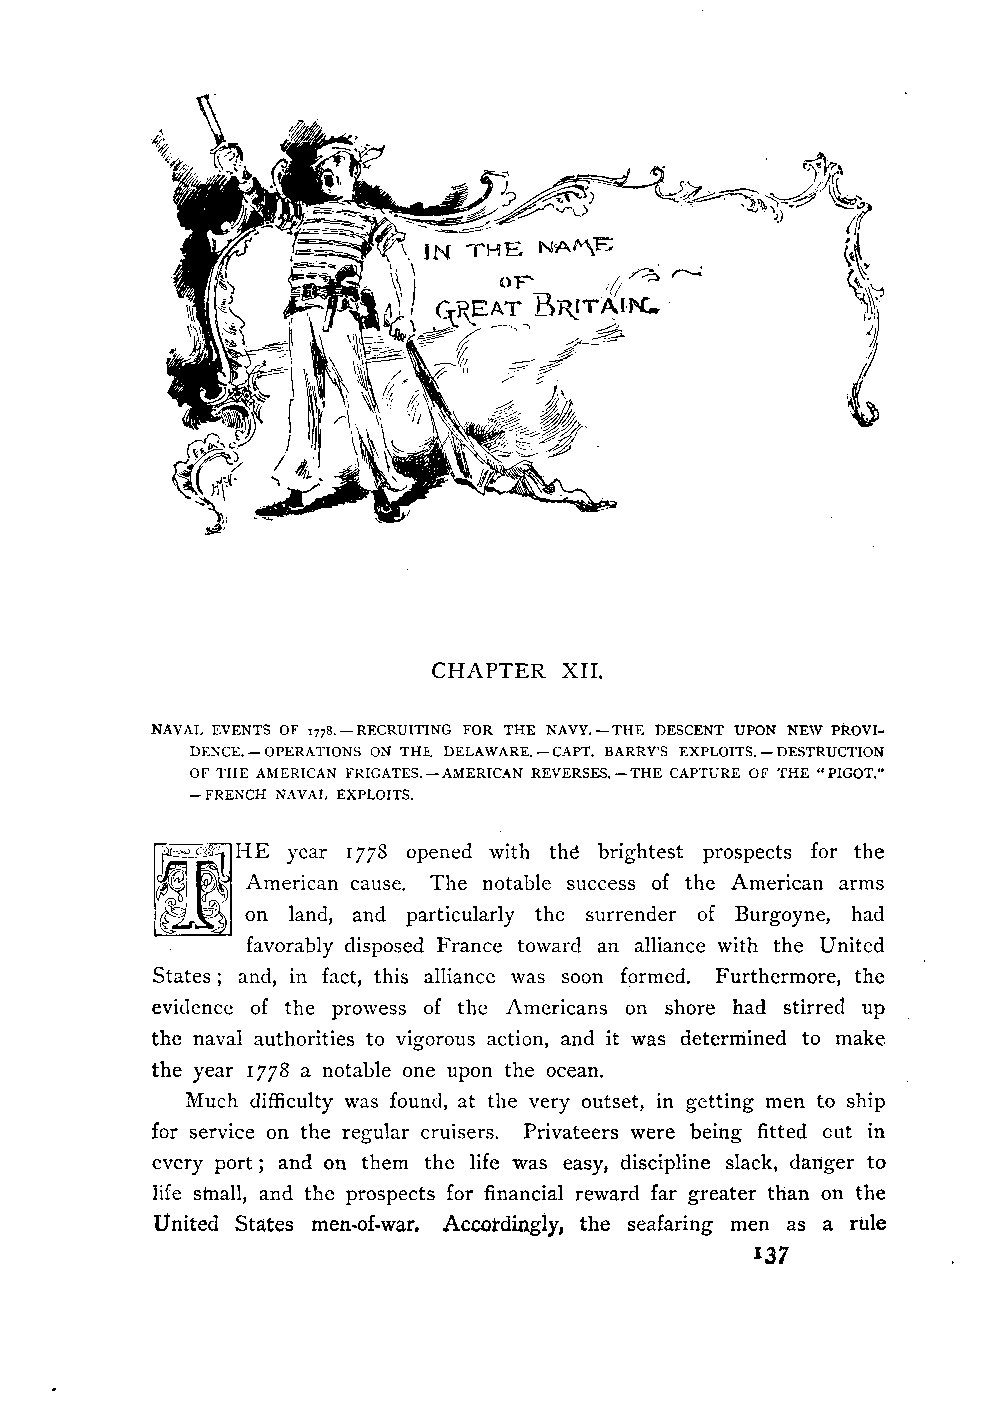 IN THE NAME
OF
GREAT BRITAIN.
CHAPTER XII.
NAVAL EVENTS OF 1778.—RECRUITING FOR THE NAVY.—THE DESCENT UPON NEW PROVI-
DENCE.—OPERATIONS ON THE DELAWARE.—CAPT. BARRY'S EXPLOITS.—DESTRUCTION
OF THE AMERICAN FRIGATES.—AMERICAN REVERSES.—THE CAPTURE OF THE "PIGOT."
—FRENCH NAVAL EXPLOITS.
THE year 1778 opened with the brightest prospects for the
American cause. The notable success of the American arms
on land, and particularly the surrender of Burgoyne, had
favorably disposed France toward an alliance with the United
States; and, in fact, this alliance was soon formed. Furthermore, the
evidence of the prowess of the Americans on shore had stirred up
the naval authorities to vigorous action, and it was determined to make
the year 1778 a notable one upon the ocean.
Much difficulty was found, at the very outset, in getting men to ship
for service on the regular cruisers. Privateers were being fitted out in
every port; and on them the life was easy, discipline slack, danger to
life small, and the prospects for financial reward far greater than on the
United States men-of-war. Accordingly, the seafaring men as a rule
137